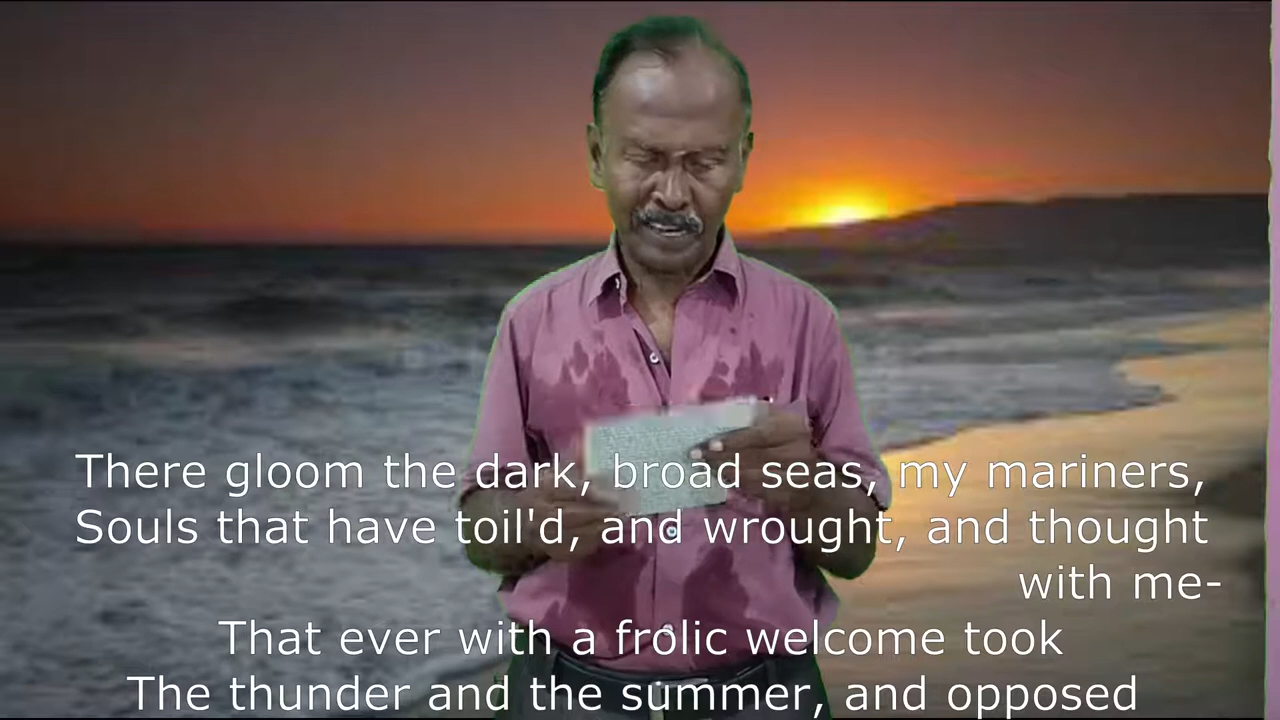 There gloom the dark, broad seas, my mariners,
Souls that have toil'd, and wrought, and thought
with me-
That ever with a frolic welcome took
The thunder and the summer, and opposed